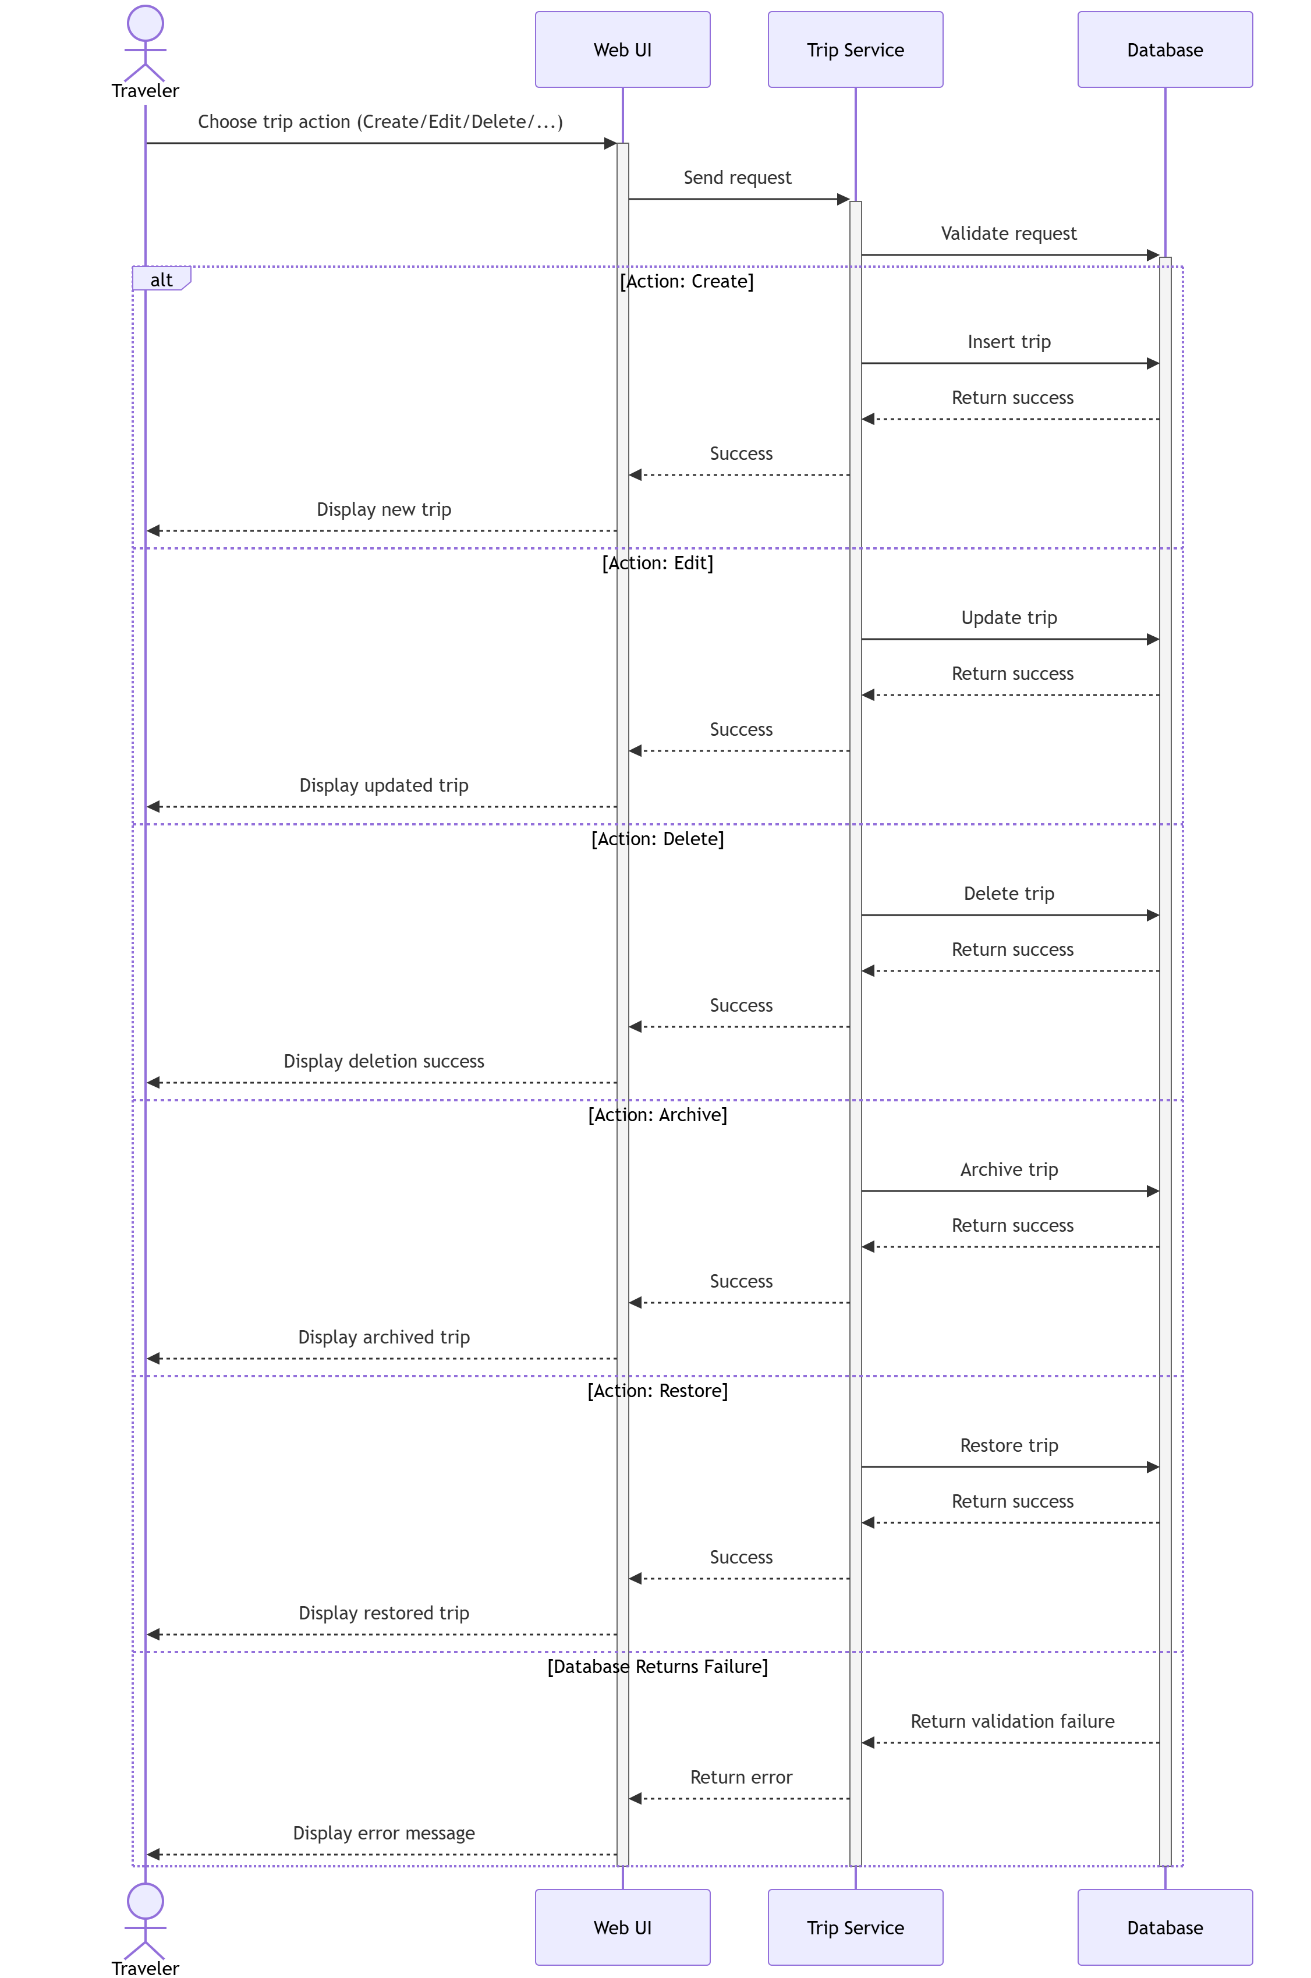 Traveler
Web UI
Trip Service
Database
Choose trip action (Create/Edit/Delete/...)
Send request
Validate request
alt
[Action: Create]
Insert trip
Return success
Success
Display new trip
[Action: Edit]
Update trip
Return success
Success
Display updated trip
[Action: Delete]
Delete trip
Return success
Success
Display deletion success
[Action: Archive]
Archive trip
Return success
Success
Display archived trip
[Action: Restore]
Restore trip
Return success
Success
Display restored trip
[Database Returns Failure]
Return validation failure
Return error
Display error message
Traveler
Web UI
Trip Service
Database